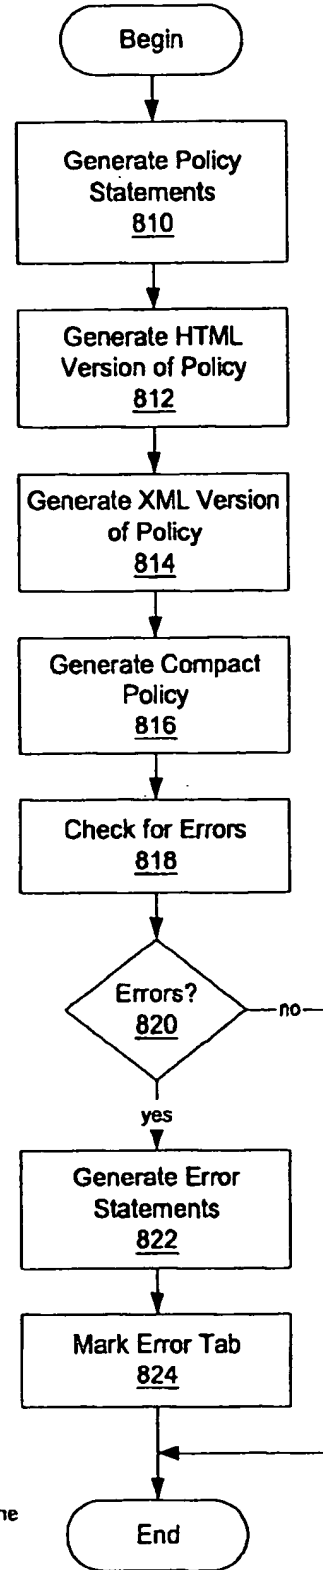 Begin
Generate Policy
Statements
810
Generate HTML
Version of Policy
812
Generate XML Version
of Policy
814
Generate Compact
Policy
816
Check for Errors
818
Errors?
820
no
yes
Generate Error
Statements
822
Mark Error Tab
824
End